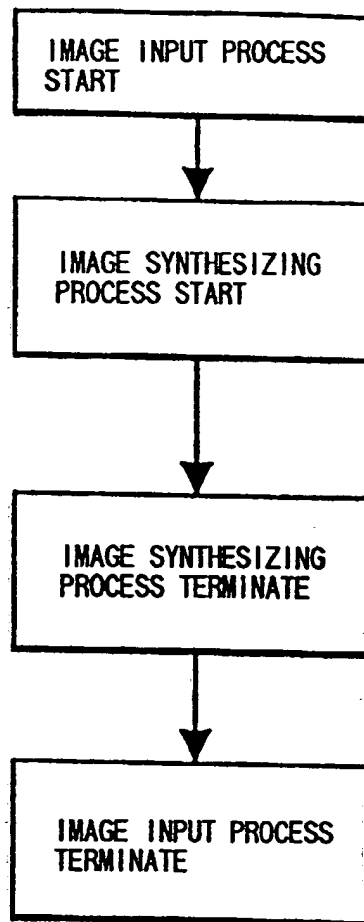 IMAGE INPUT PROCESS
START
IMAGE SYNTHESIZING
PROCESS START
IMAGE SYNTHESIZING
PROCESS TERMINATE
IMAGE INPUT PROCESS
TERMINATE